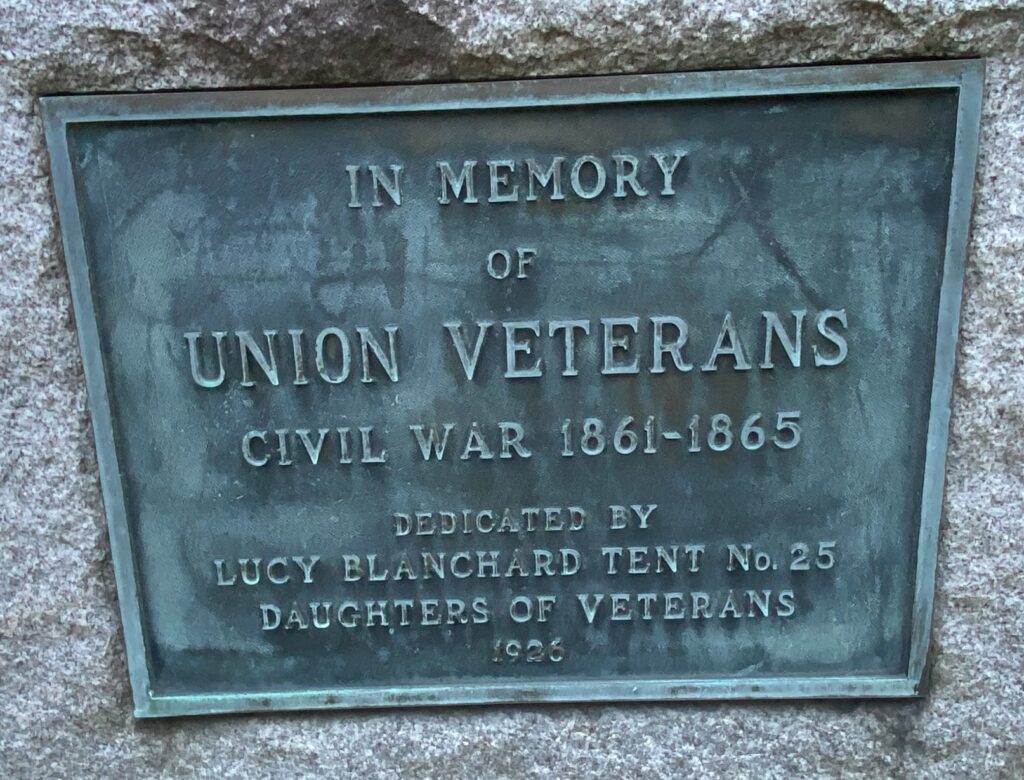 IN MEMORY
OF
UNION VETERANS
CIVIL WAR 1861-1865
DEDICATED BY
LUCY BLANCHARD TENT No. 25
DAUGHTERS OF VETERANS
1926